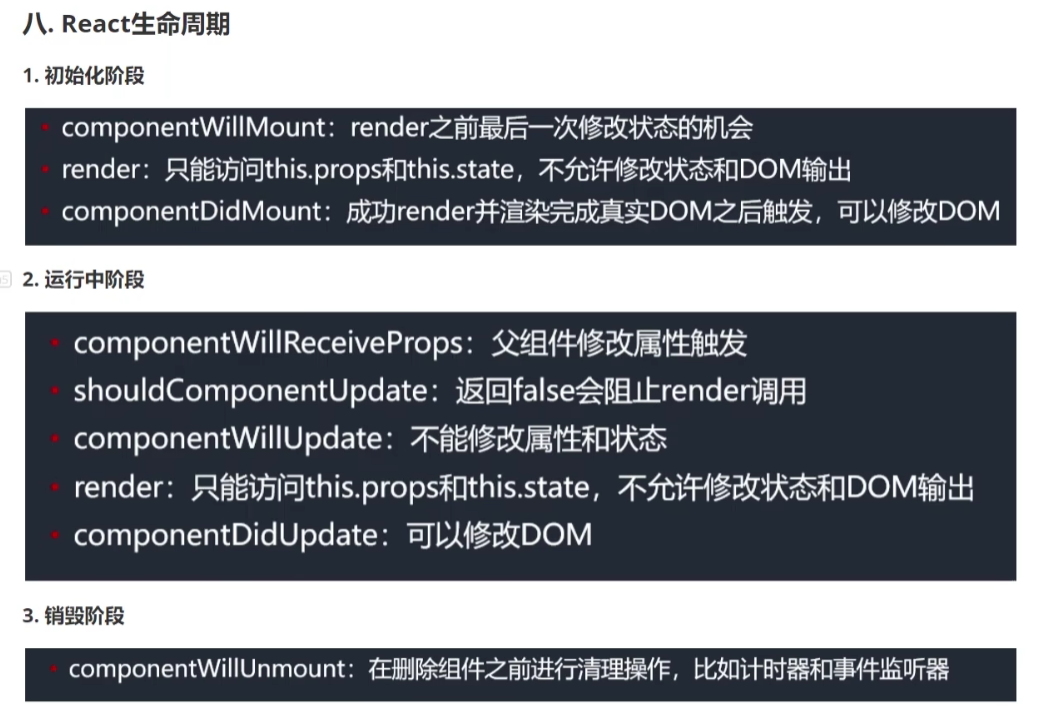 八. React生命周期
1. 初始化阶段
componentWillMount：render之前最后一次修改状态的机会
render：只能访问this.props和this.state，不允许修改状态和DOM输出
componentDidMount：成功render并渲染完成真实DOM之后触发，可以修改DOM
2. 运行中阶段
componentWillReceiveProps：父组件修改属性触发
shouldComponentUpdate：返回false会阻止render调用
componentWillUpdate：不能修改属性和状态
render：只能访问this.props和this.state，不允许修改状态和DOM输出
componentDidUpdate：可以修改DOM
3. 销毁阶段
componentWillUnmount：在删除组件之前进行清理操作，比如计时器和事件监听器